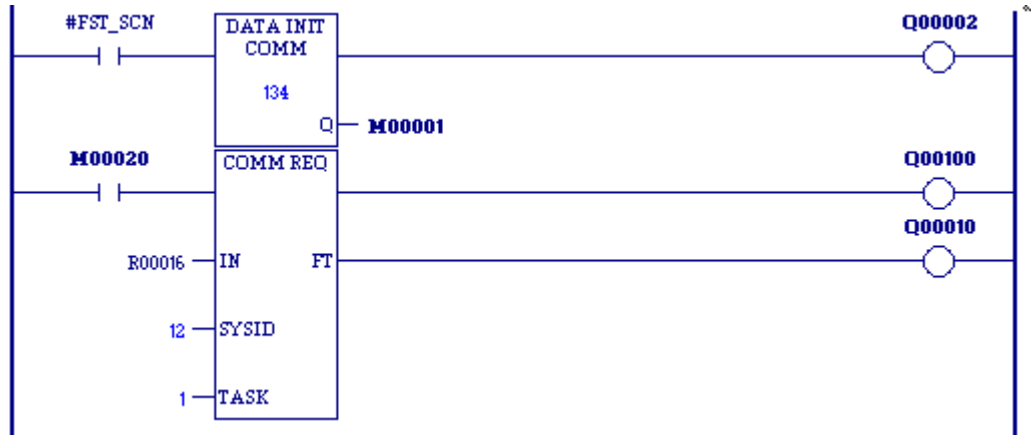 #FST_SCN
DATA INIT
COMM
Q00002
134
Q
M00001
M00020
COMM REQ
Q00100
Q00010
R00016
IN
FT
12
SYSID
1
TASK